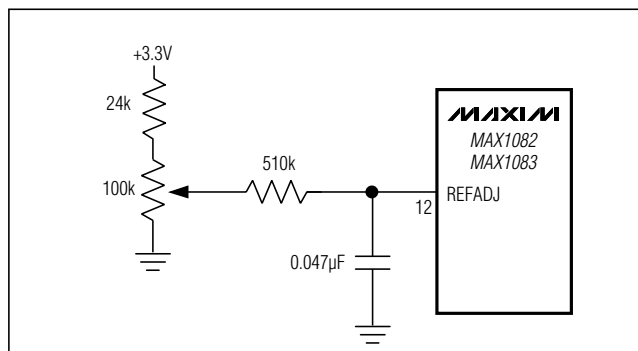 +3.3V
24k
100k
510k
0.047µF
12
MAXIM
MAX1082
MAX1083
REFADJ